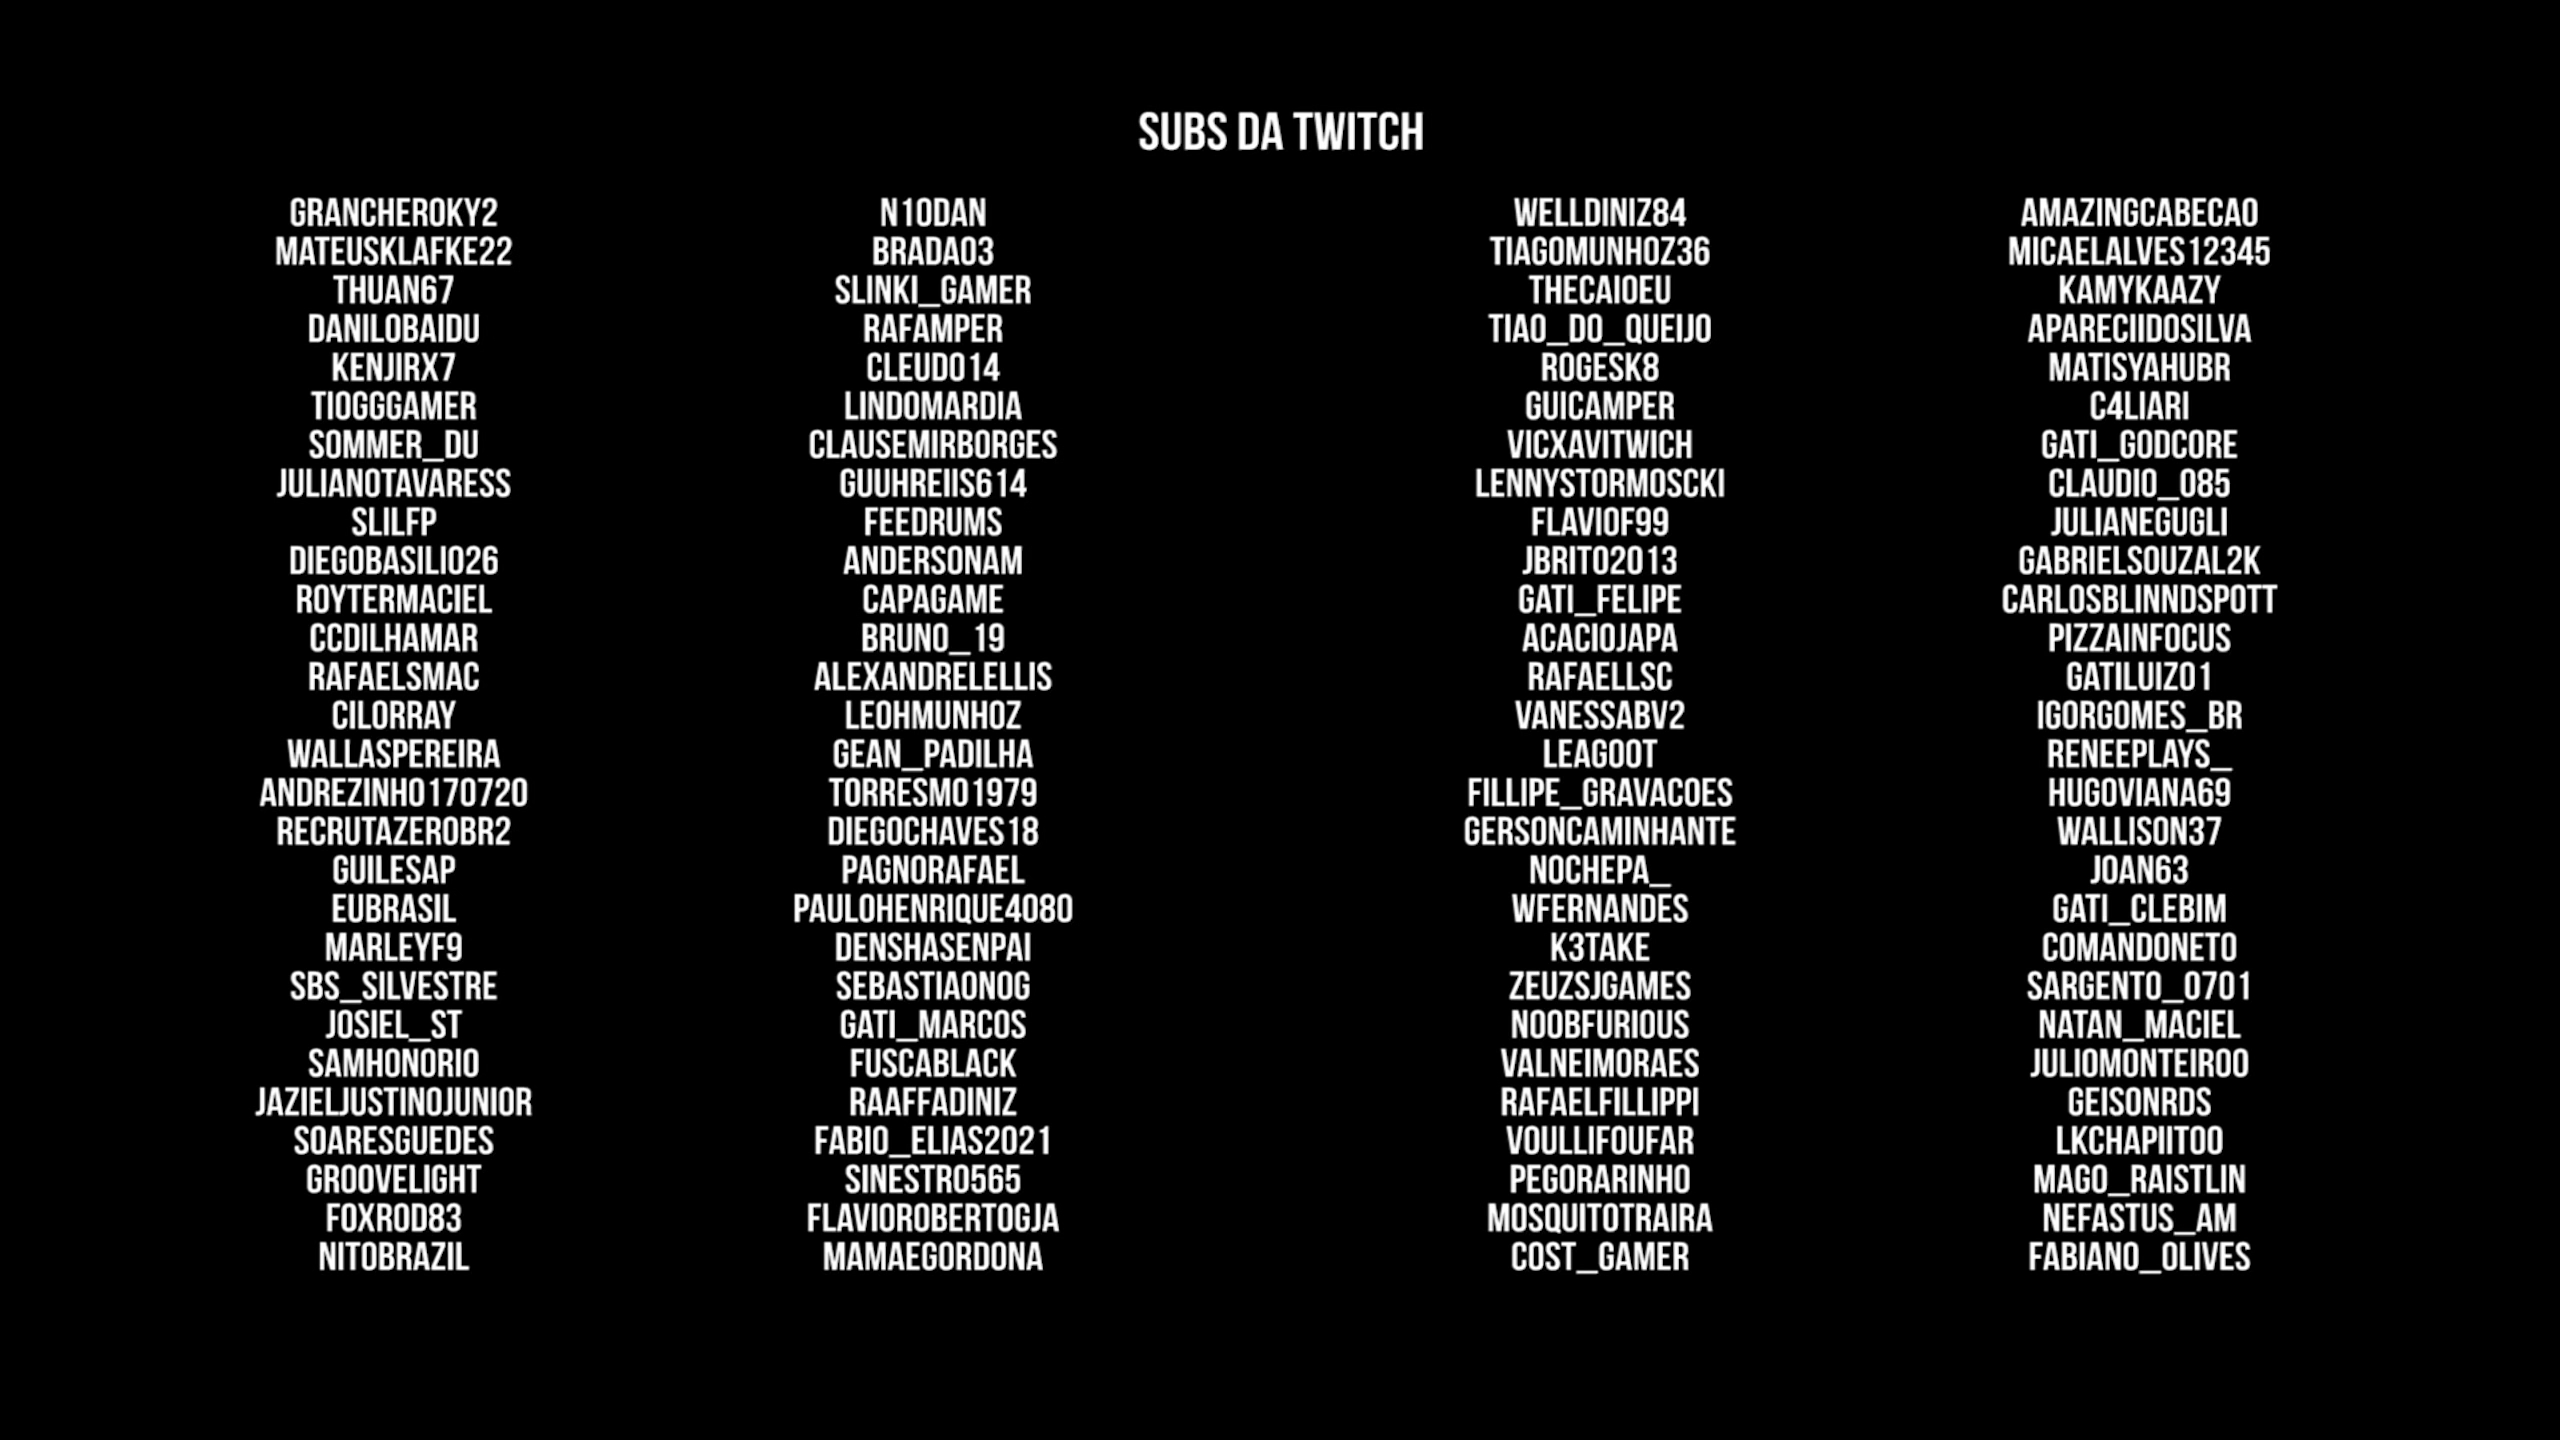 SUBS DA TWITCH
GRANCHEROKY2
MATEUSKLAFKE22
THUAN67
DANILOBAIDU
KENJIRX7
TIOGGGAMER
SOMMER_DU
JULIANOTAVARESS
SLILFP
DIEGOBASILIO26
ROYTERMACIEL
CCDILHAMAR
RAFAELSMAC
CILORRAY
WALLASPEREIRA
ANDREZINHO170720
RECRUTAZEROBR2
GUILESAP
EUBRASIL
MARLEYF9
SBS_SILVESTRE
JOSIEL_ST
SAMHONORIO
JAZIELJUSTINOJUNIOR
SOARESGUEDES
GROOVELIGHT
FOXROD83
NITOBRAZIL
N10DAN
BRADAO3
SLINKI_GAMER
RAFAMPER
CLEUDO14
LINDOMARDIA
CLAUSEMIRBORGES
GUUHREIIS614
FEEDRUMS
ANDERSONAM
CAPAGAME
BRUNO_19
ALEXANDRELELLIS
LEOHMUNHOZ
GEAN_PADILHA
TORRESMO1979
DIEGOCHAVES18
PAGNORAFAEL
PAULOHENRIQUE4080
DENSHASENPAI
SEBASTIAONOG
GATI_MARCOS
FUSCABLACK
RAAFFADINIZ
FABIO_ELIAS2021
SINESTRO565
FLAVIOROBERTOGJA
MAMAEGORDONA
WELLDINIZ84
TIAGOMUNHOZ36
THECAIOEU
TIAO_DO_QUEIJO
ROGESK8
GUICAMPER
VICXAVITWICH
LENNYSTORMOSCKI
FLAVIOF99
JBRITO2013
GATI_FELIPE
ACACIOJAPA
RAFAELLSC
VANESSABV2
LEAGOOT
FILLIPE_GRAVACOES
GERSONCAMINHANTE
NOCHEPA_
WFERNANDES
K3TAKE
ZEUZSJGAMES
NOOBFURIOUS
VALNEIMORAES
RAFAELFILLIPPI
VOULLIFOUFAR
PEGORARINHO
MOSQUITOTRAIRA
COST_GAMER
AMAZINGCABECAO
MICAELALVES12345
KAMYKAAZY
APARECIIDOSILVA
MATISYAHUBR
C4LIARI
GATI_GODCORE
CLAUDIO_085
JULIANEGUGLI
GABRIELSOUZAL2K
CARLOSBLINNDSPOTT
PIZZAINFOCUS
GATILUIZ01
IGORGOMES_BR
RENEEPLAYS_
HUGOVIANA69
WALLISON37
JOAN63
GATI_CLEBIM
COMANDONETO
SARGENTO_0701
NATAN_MACIEL
JULIOMONTEIROO
GEISONRDS
LKCHAPIITOO
MAGO_RAISTLIN
NEFASTUS_AM
FABIANO_OLIVES